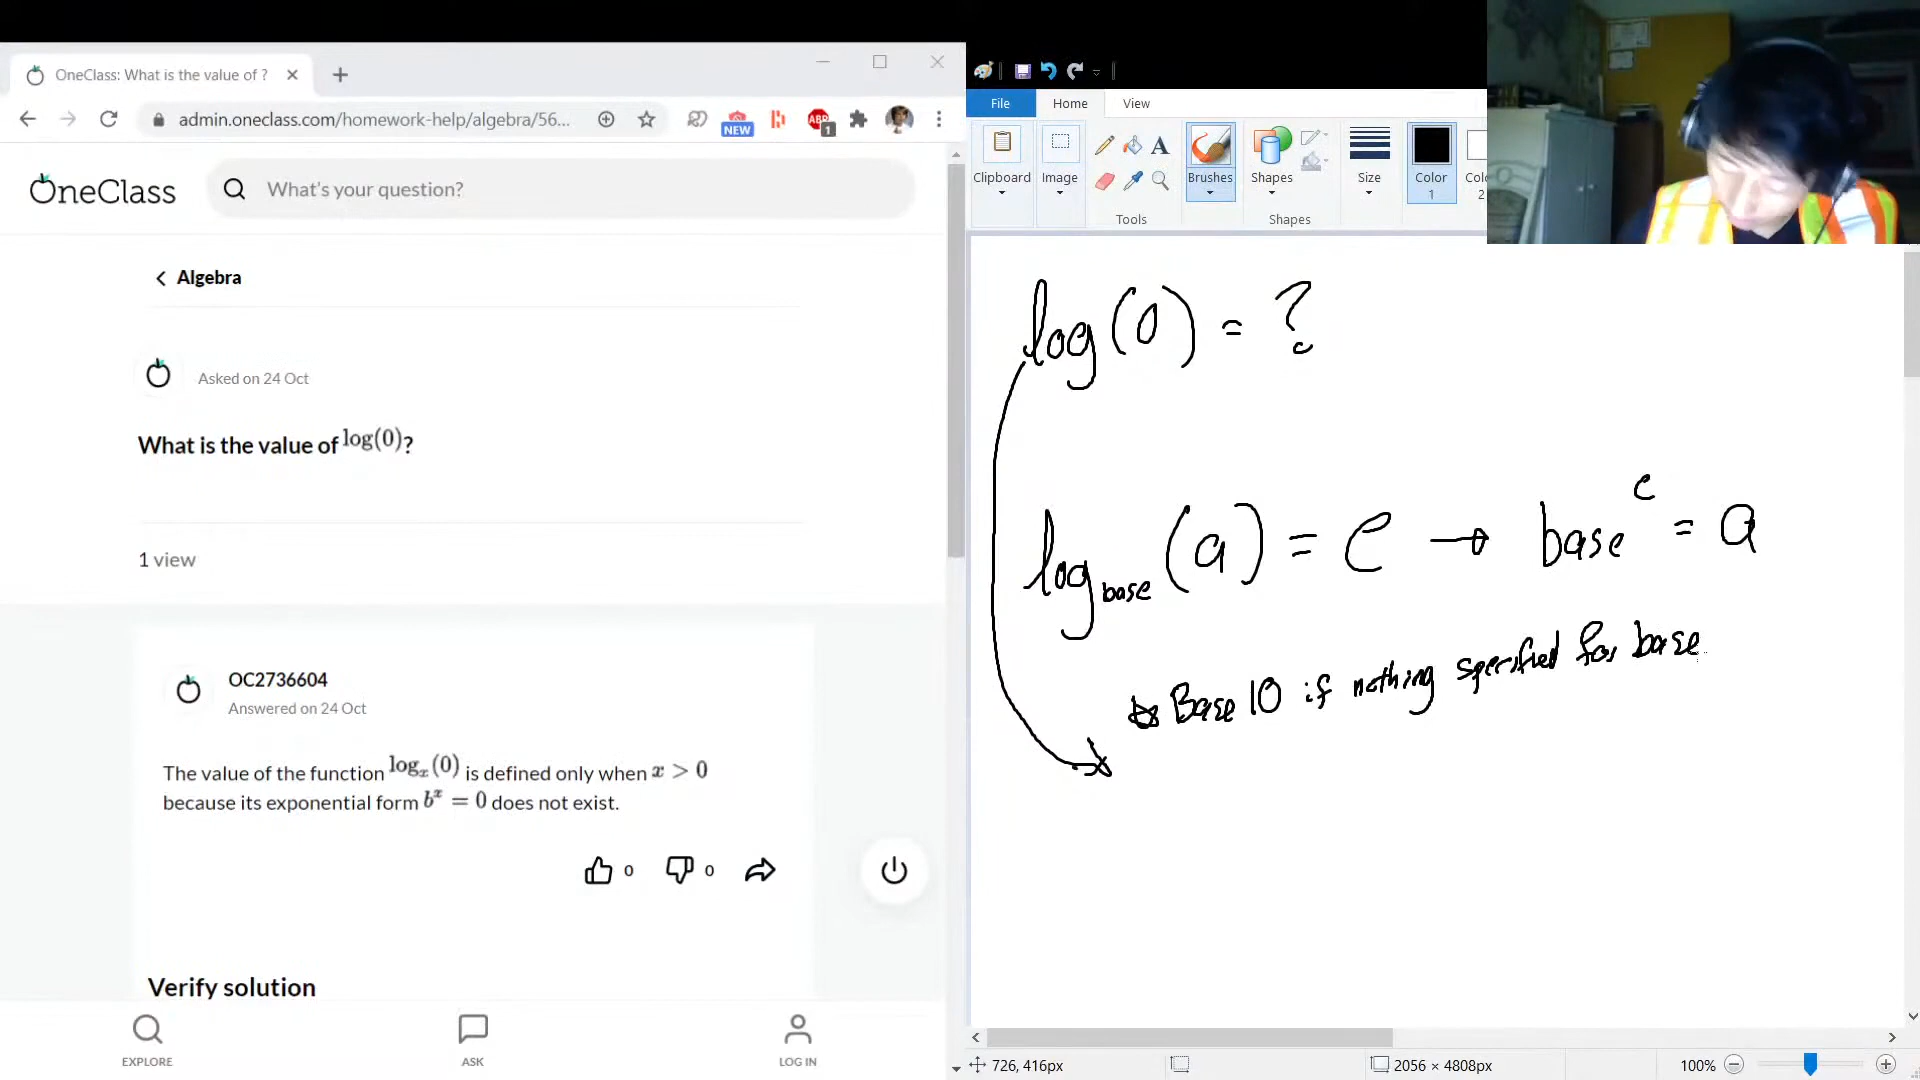 OneClass: What is the value of ?
admin.oneclass.com/homework-help/algebra/56...
NEW
ABP
1
OneClass
What's your question?
Algebra
Asked on 24 Oct
What is the value of log(0)?
1 view
OC2736604
Answered on 24 Oct
The value of the function logₓ(0) is defined only when x > 0
because its exponential form bˣ = 0 does not exist.
0 0
Verify solution
EXPLORE ASK LOG IN
File Home View
Clipboard Image Tools Brushes Shapes Shapes Size Color 1
2
log(0) = ?
log base (a) = e → base^e = a
Base 10 if nothing specified for base
726, 416px
2056 × 4808px
100%